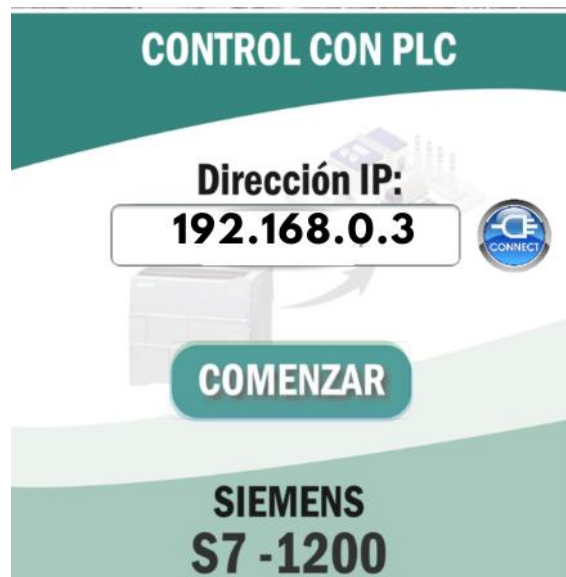 CONTROL CON PLC
Dirección IP:
192.168.0.3
CONNECT
COMENZAR
SIEMENS
S7 -1200